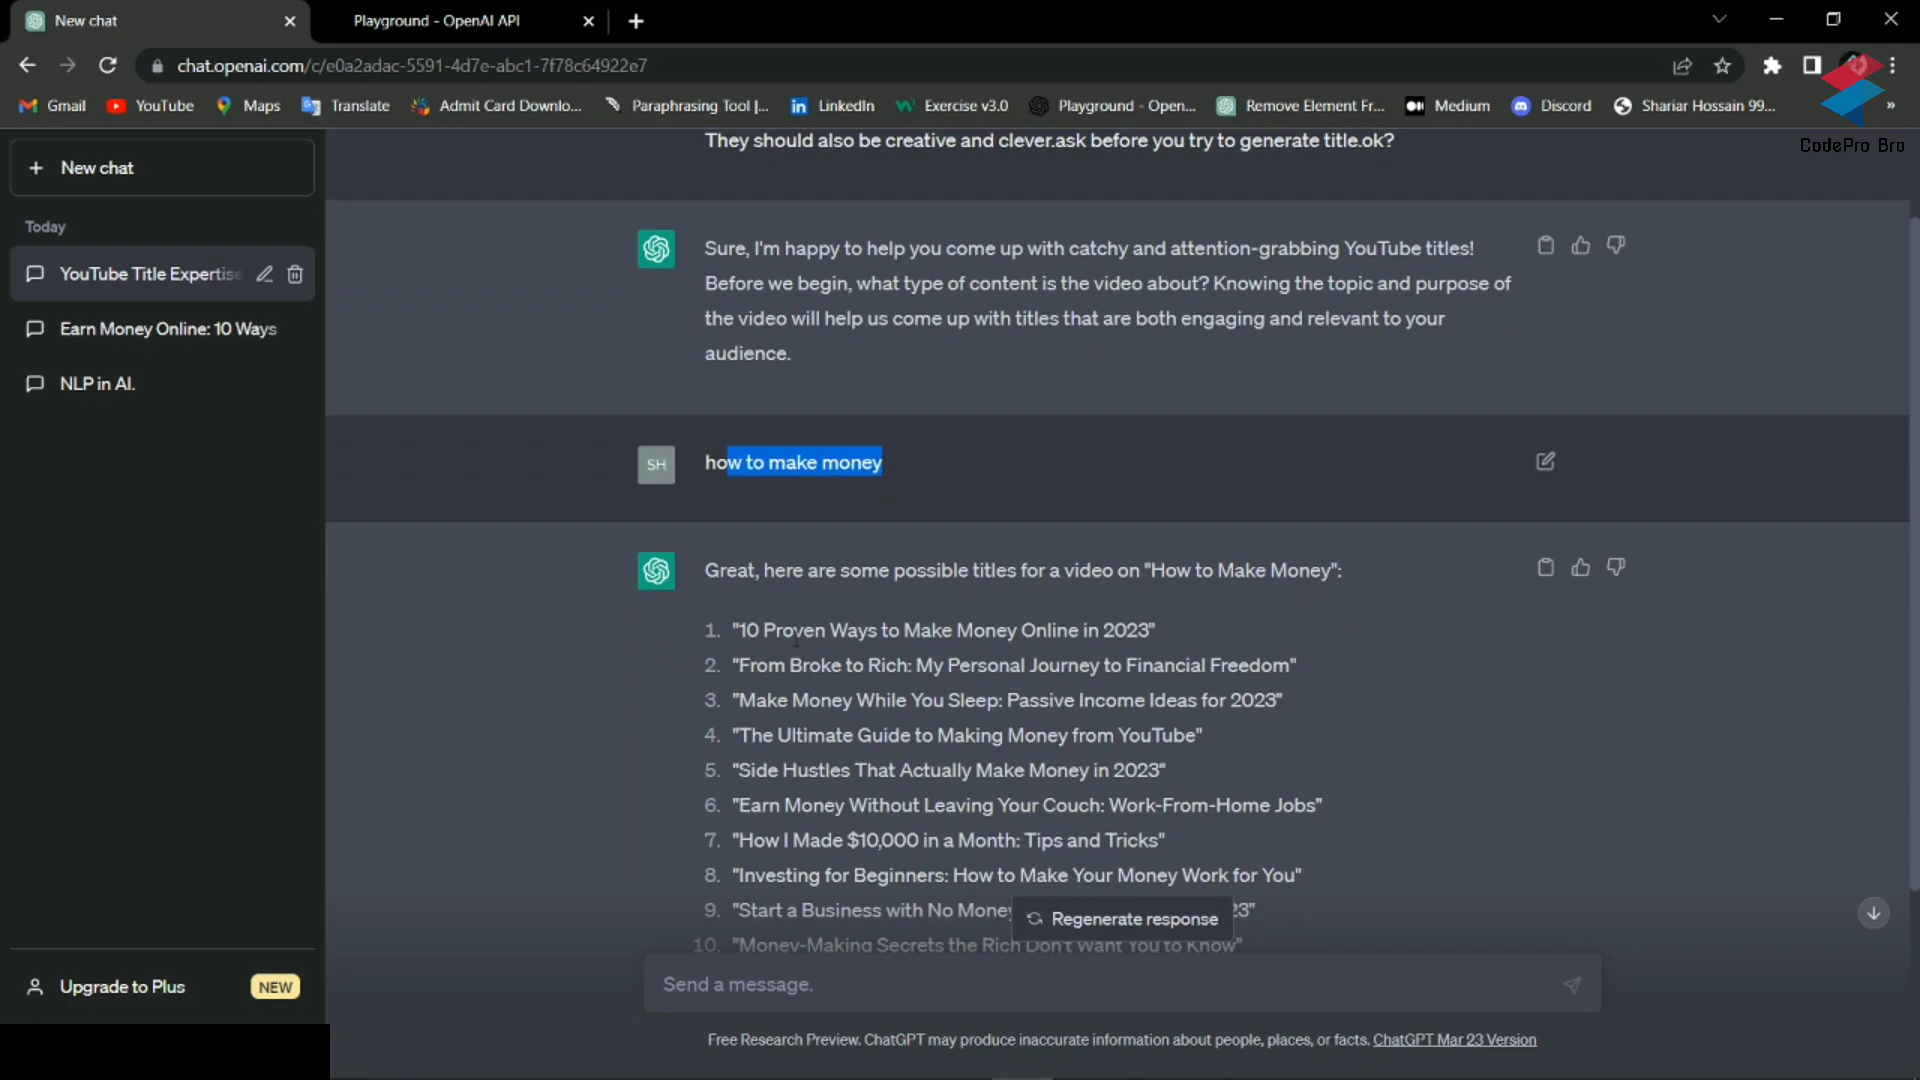 New chat
Playground - OpenAI API
chat.openai.com/c/e0a2adac-5591-4d7e-abc1-7f78c64922e7
Gmail
YouTube
Maps
Translate
Admit Card Downlo...
Paraphrasing Tool |...
LinkedIn
Exercise v3.0
Playground - Open...
Remove Element Fr...
Medium
Discord
Shariar Hossain 99...
»
CodePro Bro
+ New chat
Today
YouTube Title Expertise
Earn Money Online: 10 Ways
NLP in AI.
Upgrade to Plus
NEW
They should also be creative and clever.ask before you try to generate title.ok?
Sure, I'm happy to help you come up with catchy and attention-grabbing YouTube titles!
Before we begin, what type of content is the video about? Knowing the topic and purpose of
the video will help us come up with titles that are both engaging and relevant to your
audience.
SH
how to make money
Great, here are some possible titles for a video on "How to Make Money":
1. "10 Proven Ways to Make Money Online in 2023"
2. "From Broke to Rich: My Personal Journey to Financial Freedom"
3. "Make Money While You Sleep: Passive Income Ideas for 2023"
4. "The Ultimate Guide to Making Money from YouTube"
5. "Side Hustles That Actually Make Money in 2023"
6. "Earn Money Without Leaving Your Couch: Work-From-Home Jobs"
7. "How I Made $10,000 in a Month: Tips and Tricks"
8. "Investing for Beginners: How to Make Your Money Work for You"
9. "Start a Business with No Money 23"
Regenerate response
10. "Money-Making Secrets the Rich Don't Want You to Know"
Send a message.
Free Research Preview. ChatGPT may produce inaccurate information about people, places, or facts. ChatGPT Mar 23 Version